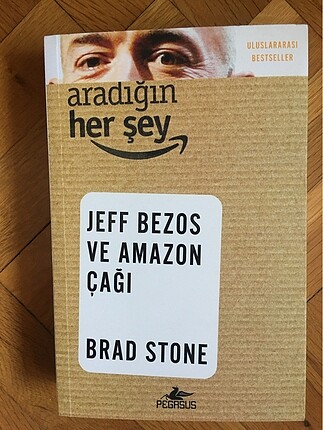 ULUSLARARASI
BESTSELLER
aradığın
her şey
JEFF BEZOS
VE AMAZON
ÇAĞI
BRAD STONE
PEGASUS